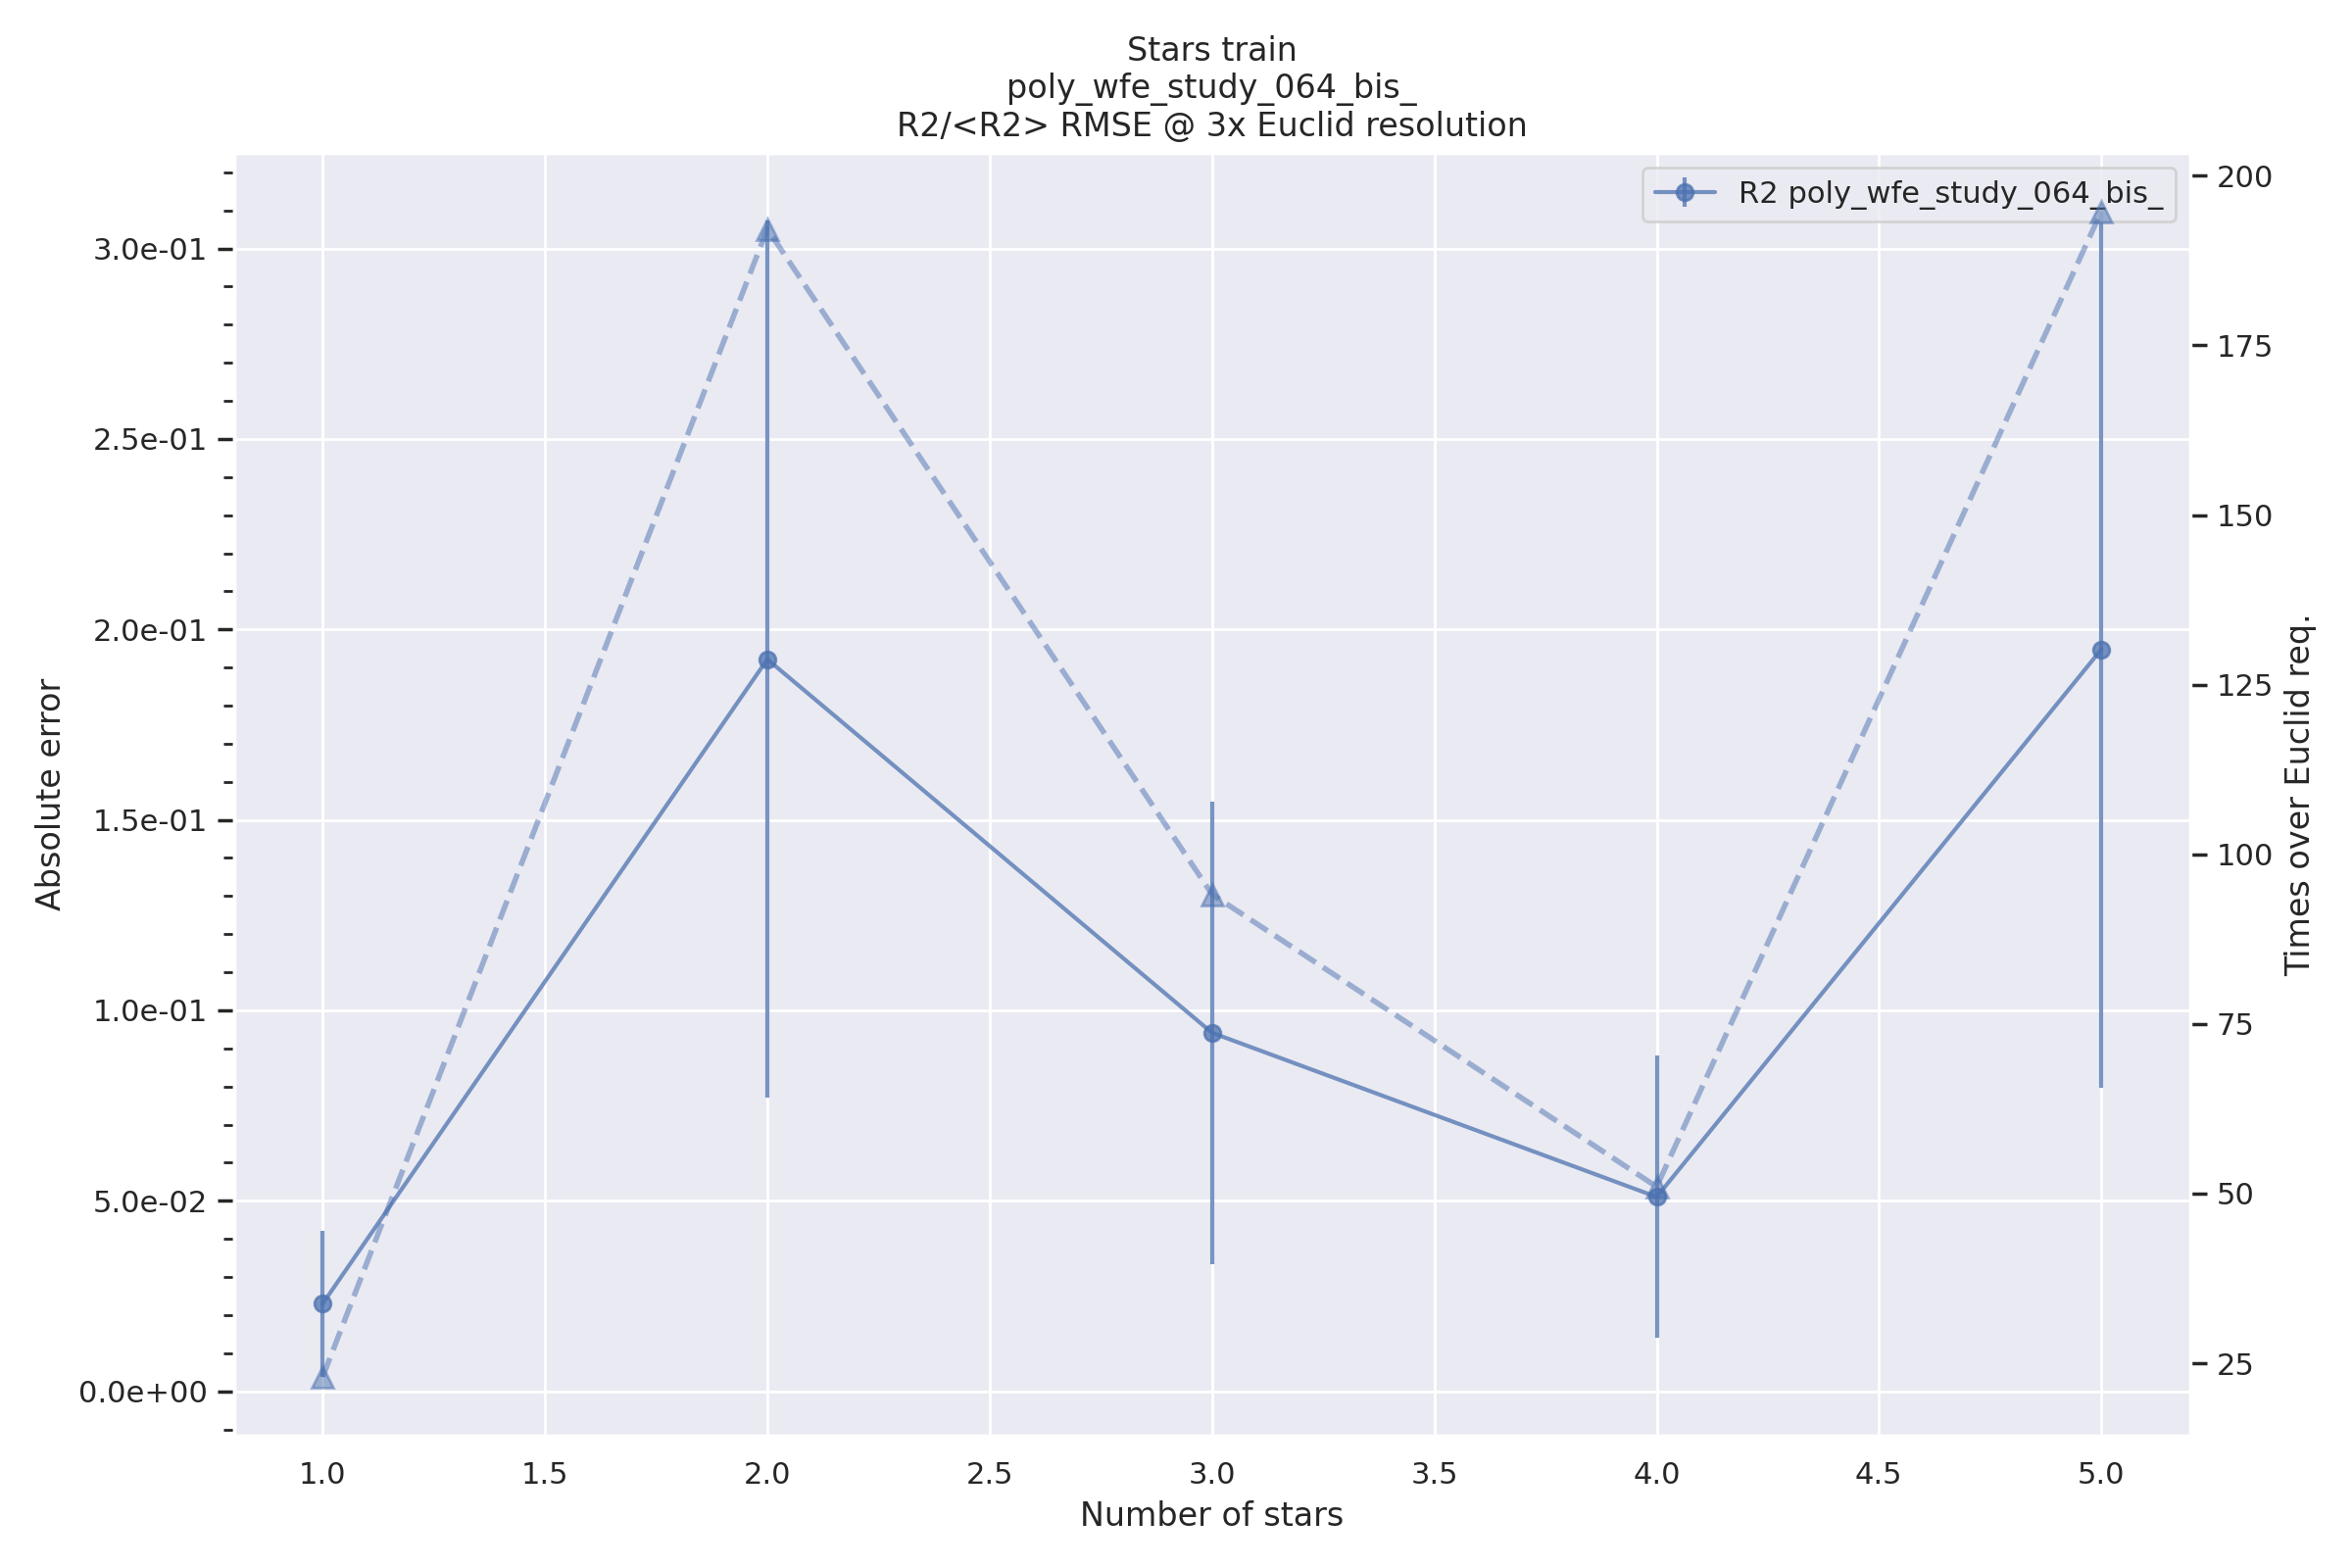 Stars train
poly_wfe_study_064_bis_
R2/<R2> RMSE @ 3x Euclid resolution
R2 poly_wfe_study_064_bis_
Absolute error
3.0e-01
2.5e-01
2.0e-01
1.5e-01
1.0e-01
5.0e-02
0.0e+00
200
175
150
125
100
75
50
25
Times over Euclid req.
1.0 1.5 2.0 2.5 3.0 3.5 4.0 4.5 5.0
Number of stars